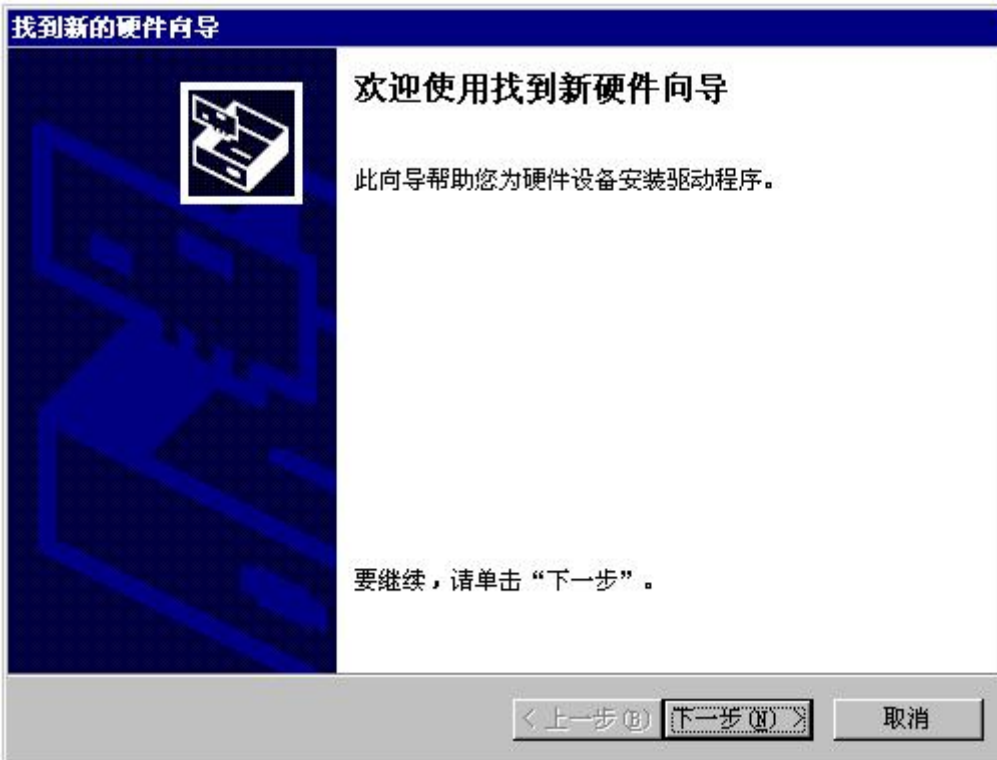 找到新的硬件向导
欢迎使用找到新硬件向导
此向导帮助您为硬件设备安装驱动程序。
要继续，请单击“下一步”。
< 上一步(B) 下一步(N) > 取消